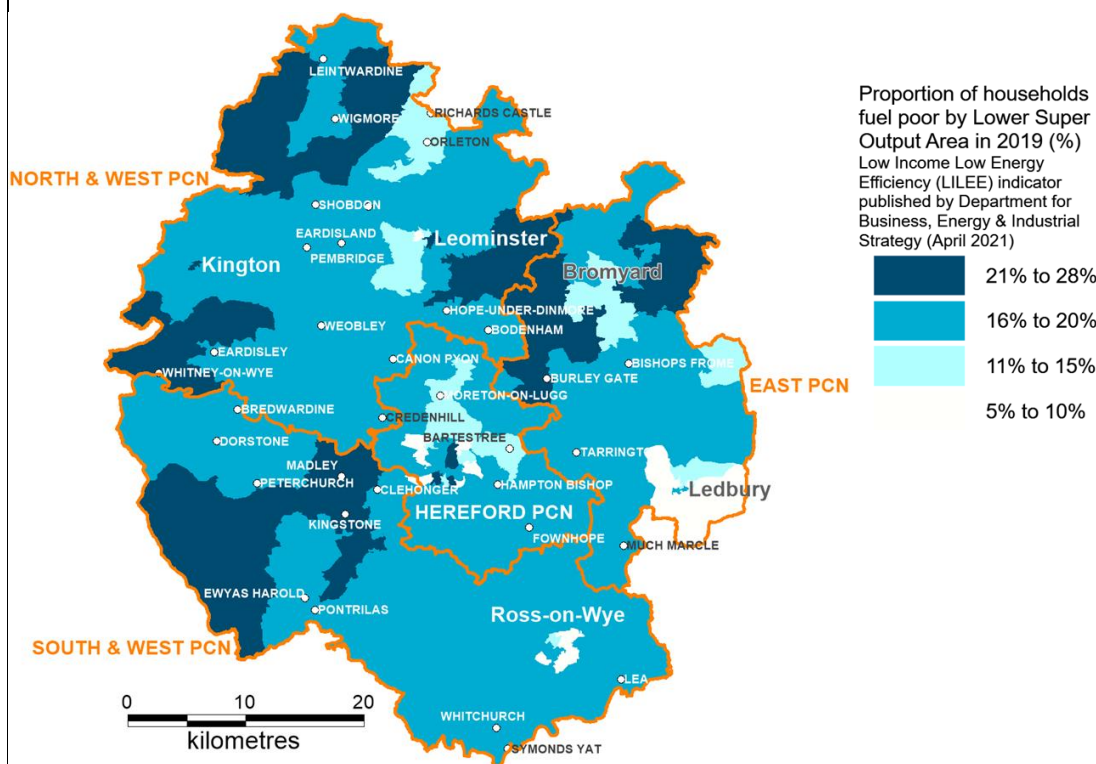 LEINTWARDINE
WIGMORE
RICHARDS CASTLE
ORLETON
NORTH & WEST PCN
SHOBDON
EARDISLAND
PEMBRIDGE
Leominster
Kington
Bromyard
HOPE-UNDER-DINMORE
BODENHAM
WEOBLEY
EARDISLEY
CANON PYON
BISHOPS FROME
WHITNEY-ON-WYE
BURLEY GATE
EAST PCN
MORETON-ON-LUGG
BREDWARDINE
CREDENHILL
DORSTONE
BARTESTREE
TARRINGT
MADLEY
PETERCHURCH
CLEHONGER
HAMPTON BISHOP
Ledbury
HEREFORD PCN
KINGSTONE
FOWNHOPE
MUCH MARCLE
EWYAS HAROLD
PONTRILAS
Ross-on-Wye
SOUTH & WEST PCN
LEA
WHITCHURCH
SYMONDS YAT
0 10 20
kilometres
Proportion of households
fuel poor by Lower Super
Output Area in 2019 (%)
Low Income Low Energy
Efficiency (LILEE) indicator
published by Department for
Business, Energy & Industrial
Strategy (April 2021)
21% to 28%
16% to 20%
11% to 15%
5% to 10%